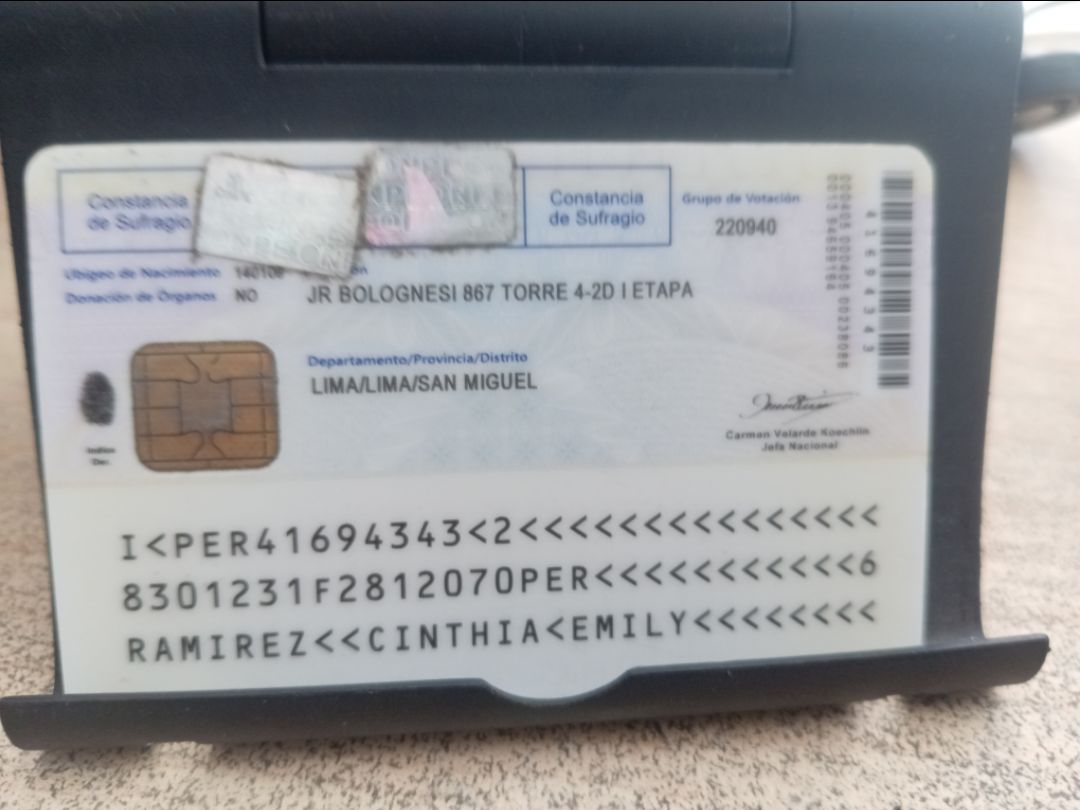 Constancia
de Sufragio
Constancia
de Sufragio
Grupo de Votación
220940
Ubigeo de Nacimiento 140108
Donación de Órganos NO
JR BOLOGNESI 867 TORRE 4-2D I ETAPA
Departamento/Provincia/Distrito
LIMA/LIMA/SAN MIGUEL
41694343
Carmen Velarde Koechlin
Jefa Nacional
I<PER41694343<2<<<<<<<<<<<<<<<
8301231F2812070PER<<<<<<<<<<<6
RAMIREZ<<CINTHIA<EMILY<<<<<<<<